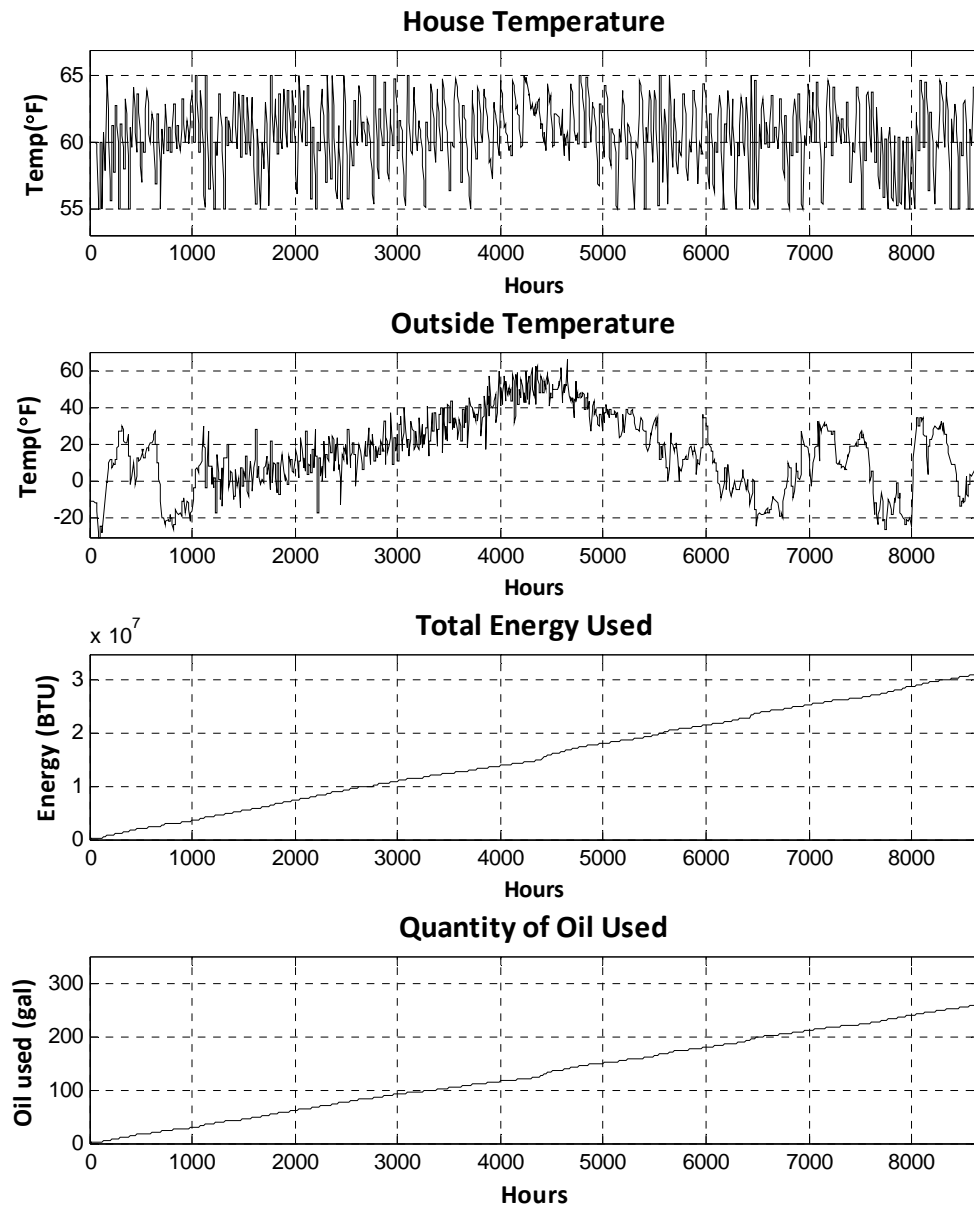 House Temperature
65
60
55
Temp(°F)
0 1000 2000 3000 4000 5000 6000 7000 8000
Hours
Outside Temperature
60
40
20
0
-20
Temp(°F)
0 1000 2000 3000 4000 5000 6000 7000 8000
Hours
x 10^7
Total Energy Used
3
2
1
0
Energy (BTU)
0 1000 2000 3000 4000 5000 6000 7000 8000
Hours
Quantity of Oil Used
300
200
100
0
Oil used (gal)
0 1000 2000 3000 4000 5000 6000 7000 8000
Hours